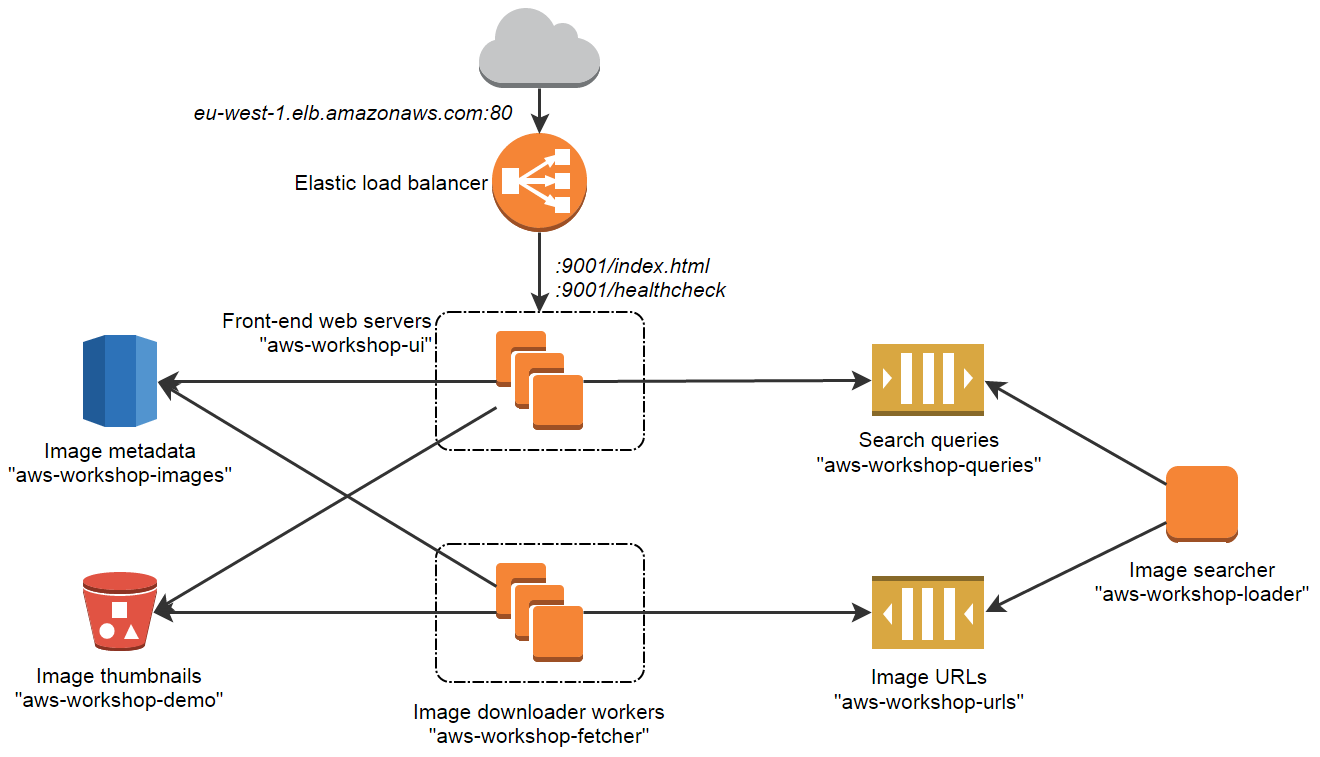 eu-west-1.elb.amazonaws.com:80
Elastic load balancer
:9001/index.html
:9001/healthcheck
Front-end web servers
"aws-workshop-ui"
Image metadata
"aws-workshop-images"
Search queries
"aws-workshop-queries"
Image searcher
"aws-workshop-loader"
Image thumbnails
"aws-workshop-demo"
Image downloader workers
"aws-workshop-fetcher"
Image URLs
"aws-workshop-urls"